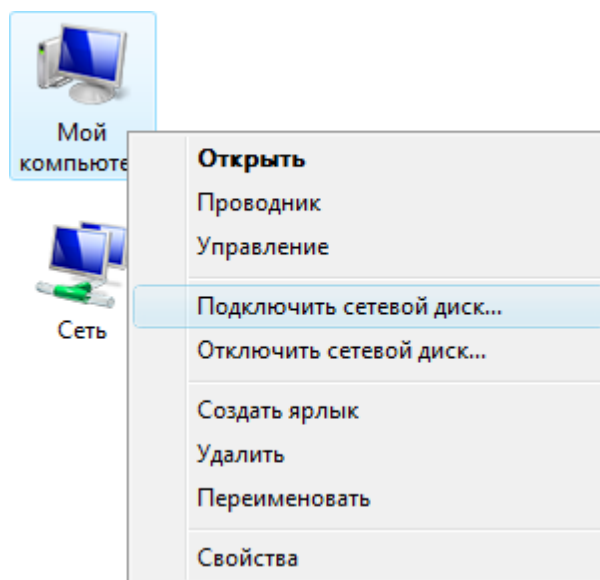 Мой
компьюте
Сеть
Открыть
Проводник
Управление
Подключить сетевой диск...
Отключить сетевой диск...
Создать ярлык
Удалить
Переименовать
Свойства